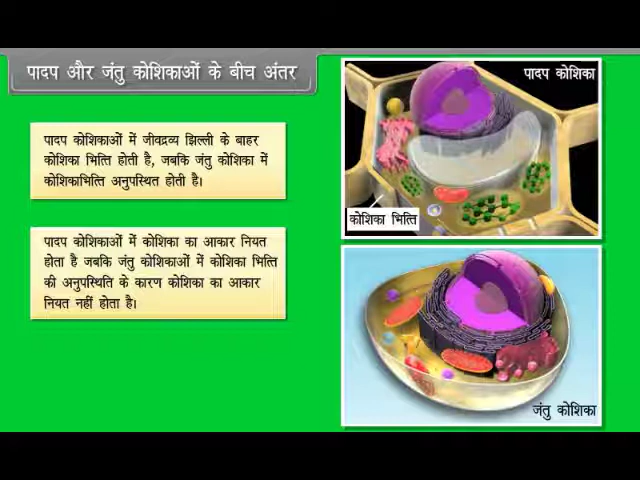 पादप और जंतु कोशिकाओं के बीच अंतर
पादप कोशिकाओं में जीवद्रव्य झिल्ली के बाहर
कोशिका भित्ति होती है, जबकि जंतु कोशिका में
कोशिकाभित्ति अनुपस्थित होती है।
पादप कोशिकाओं में कोशिका का आकार नियत
होता है जबकि जंतु कोशिकाओं में कोशिका भित्ति
की अनुपस्थिति के कारण कोशिका का आकार
नियत नहीं होता है।
पादप कोशिका
कोशिका भित्ति
जंतु कोशिका